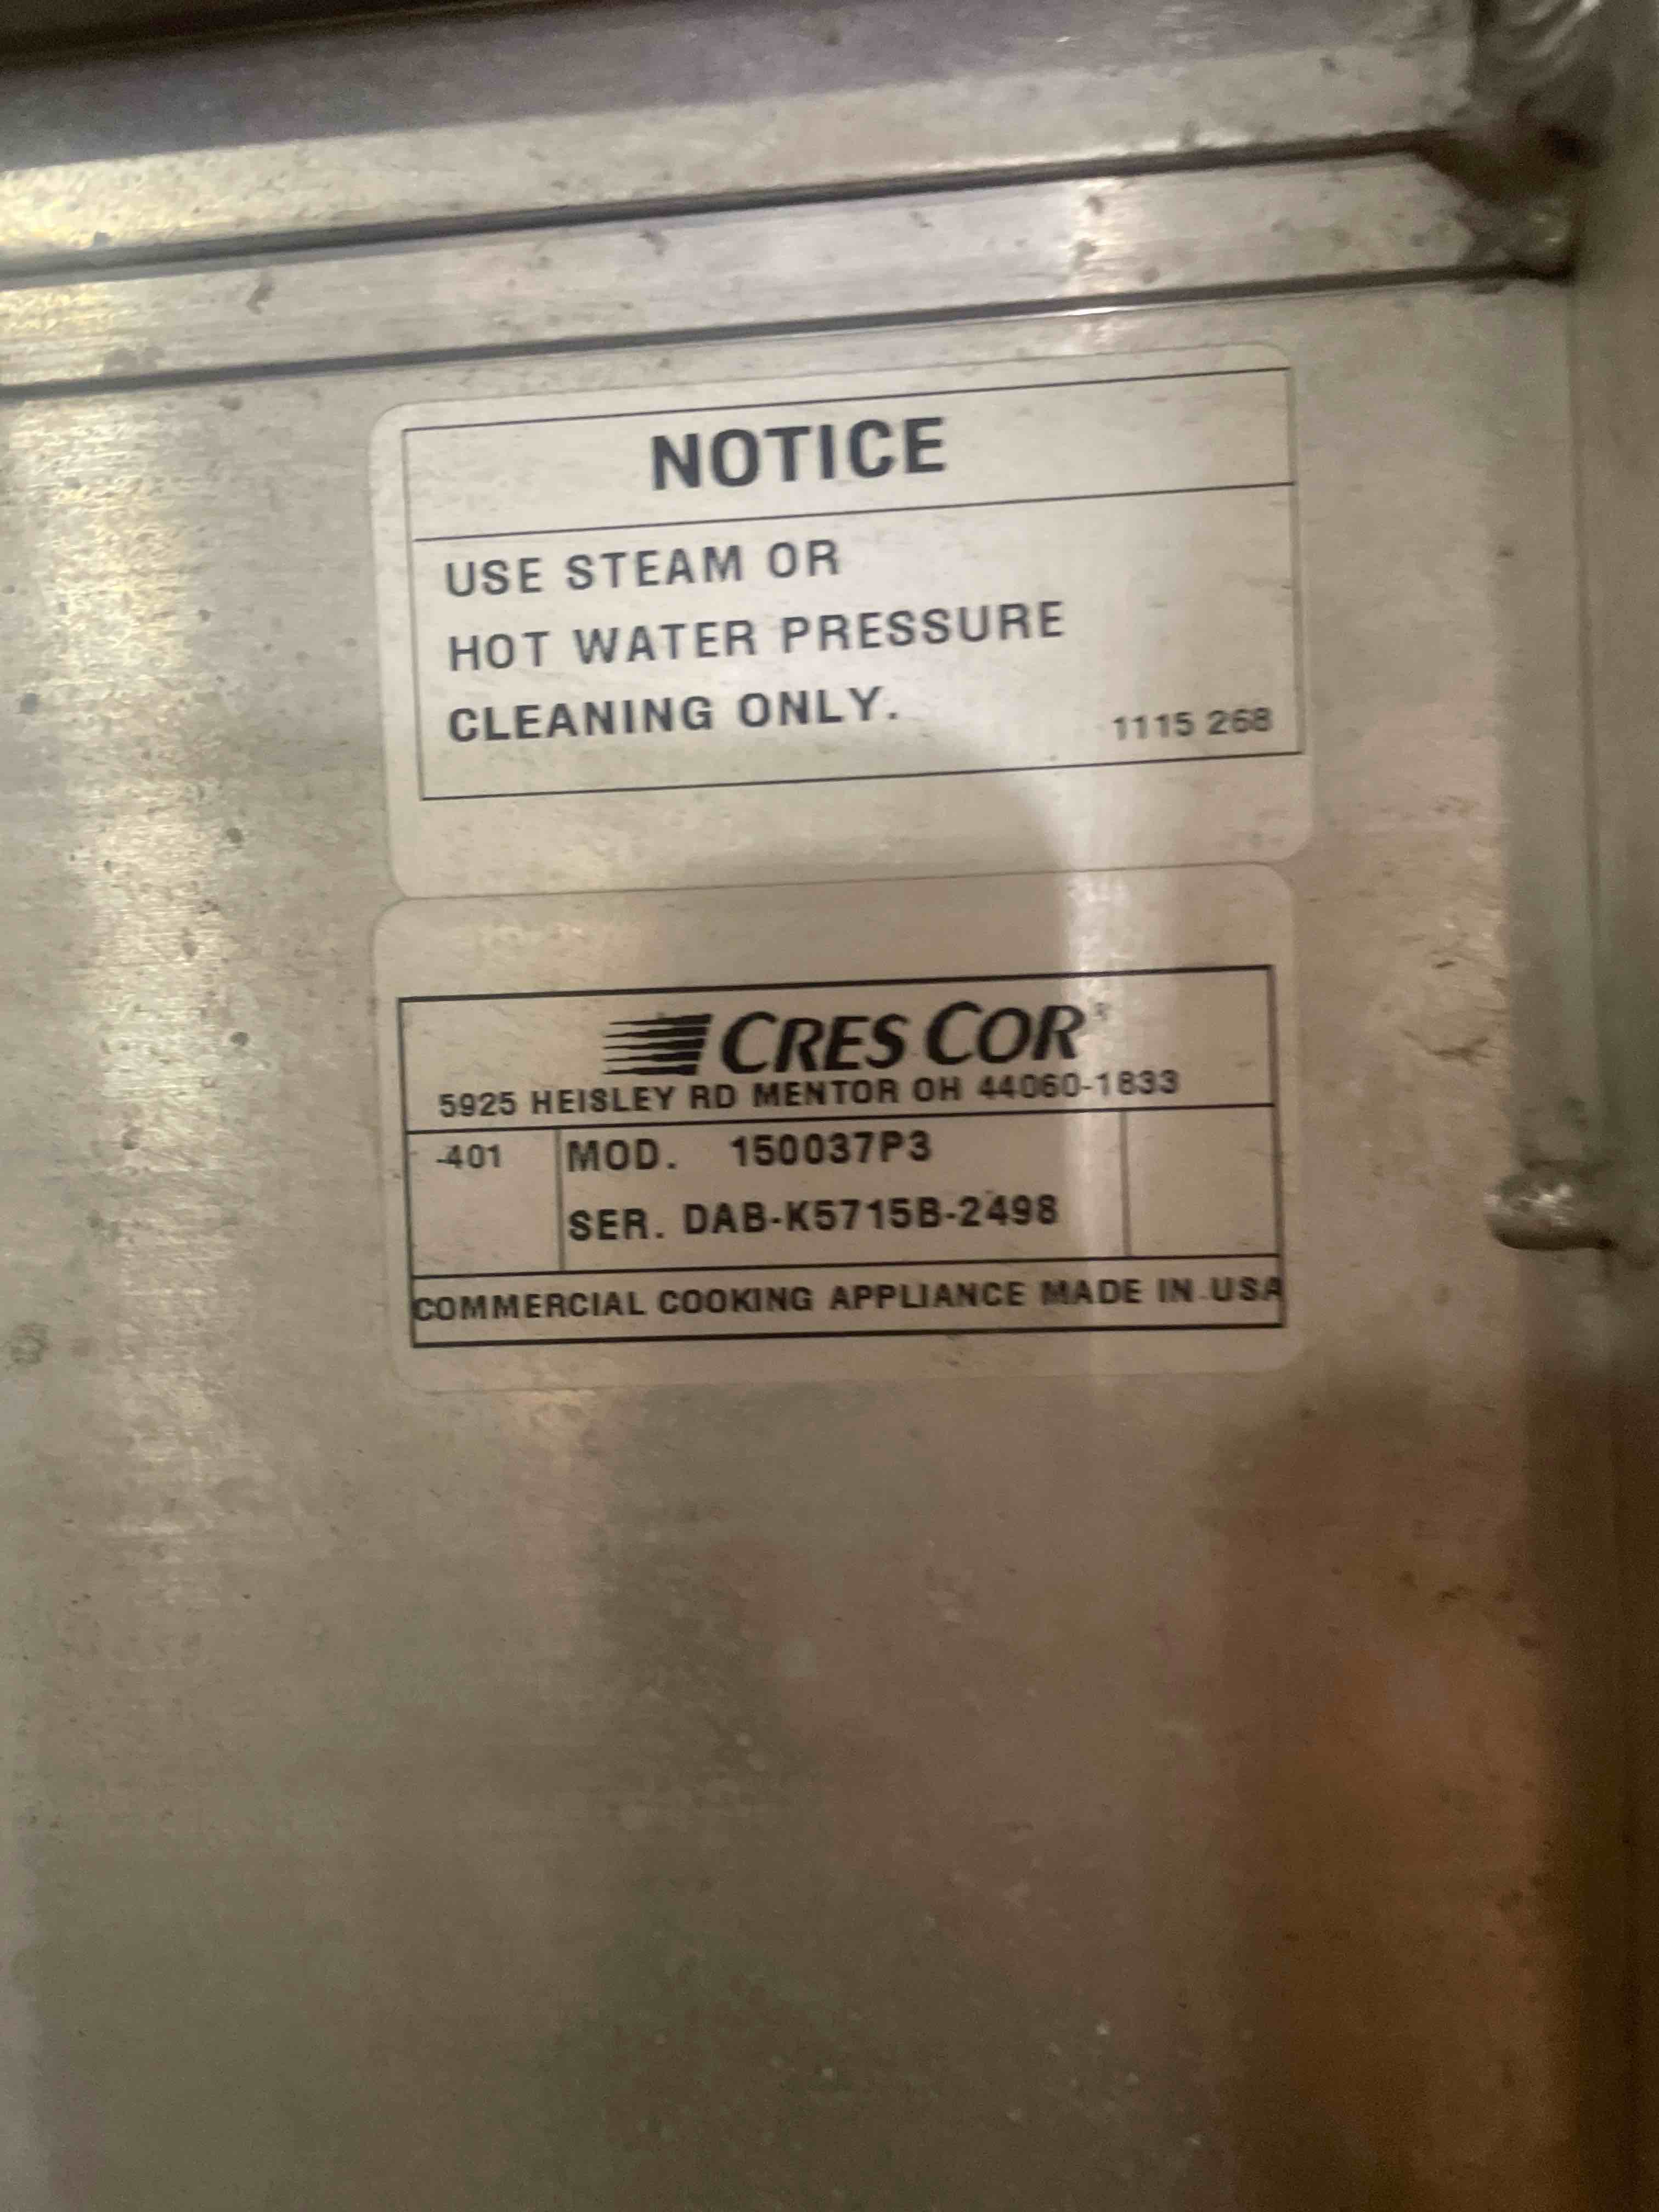 NOTICE
USE STEAM OR
HOT WATER PRESSURE
CLEANING ONLY.
1115 268
CRES COR®
5925 HEISLEY RD MENTOR OH 44060-1833
-401 MOD. 150037P3
SER. DAB-K5715B-2498
COMMERCIAL COOKING APPLIANCE MADE IN USA